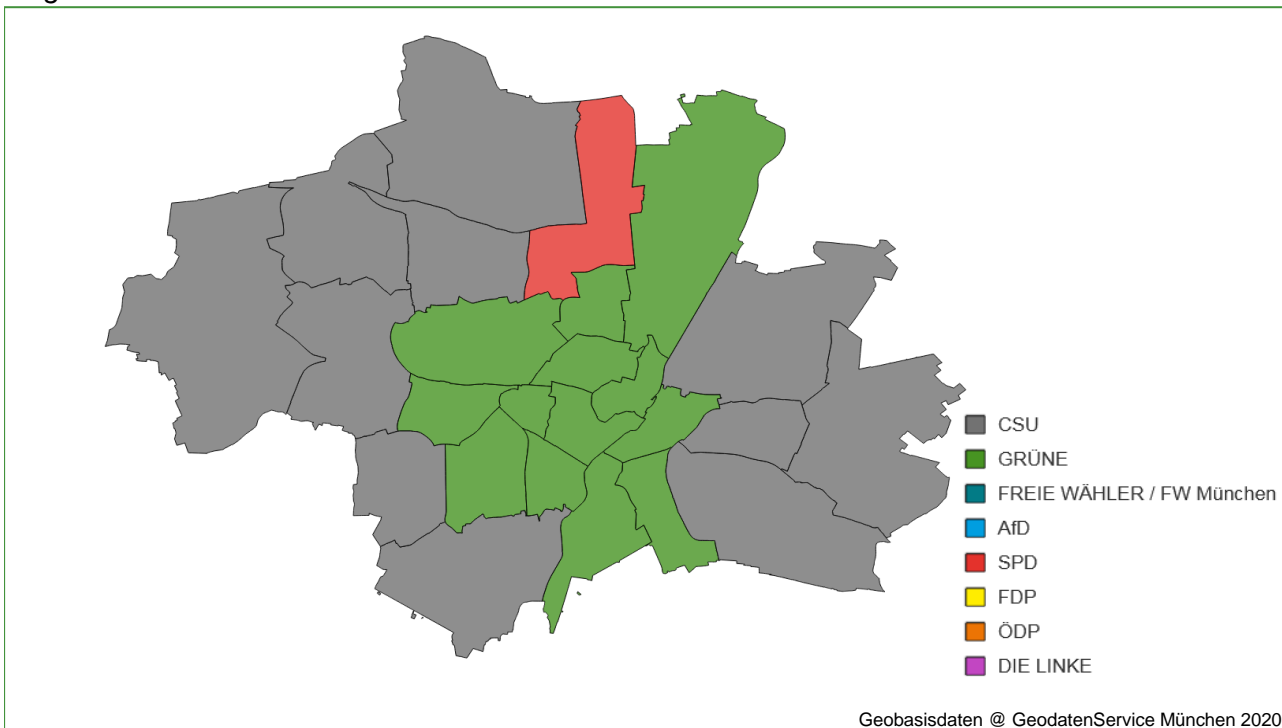 CSU
GRÜNE
FREIE WÄHLER / FW München
AfD
SPD
FDP
ÖDP
DIE LINKE
Geobasisdaten @ GeodatenService München 2020